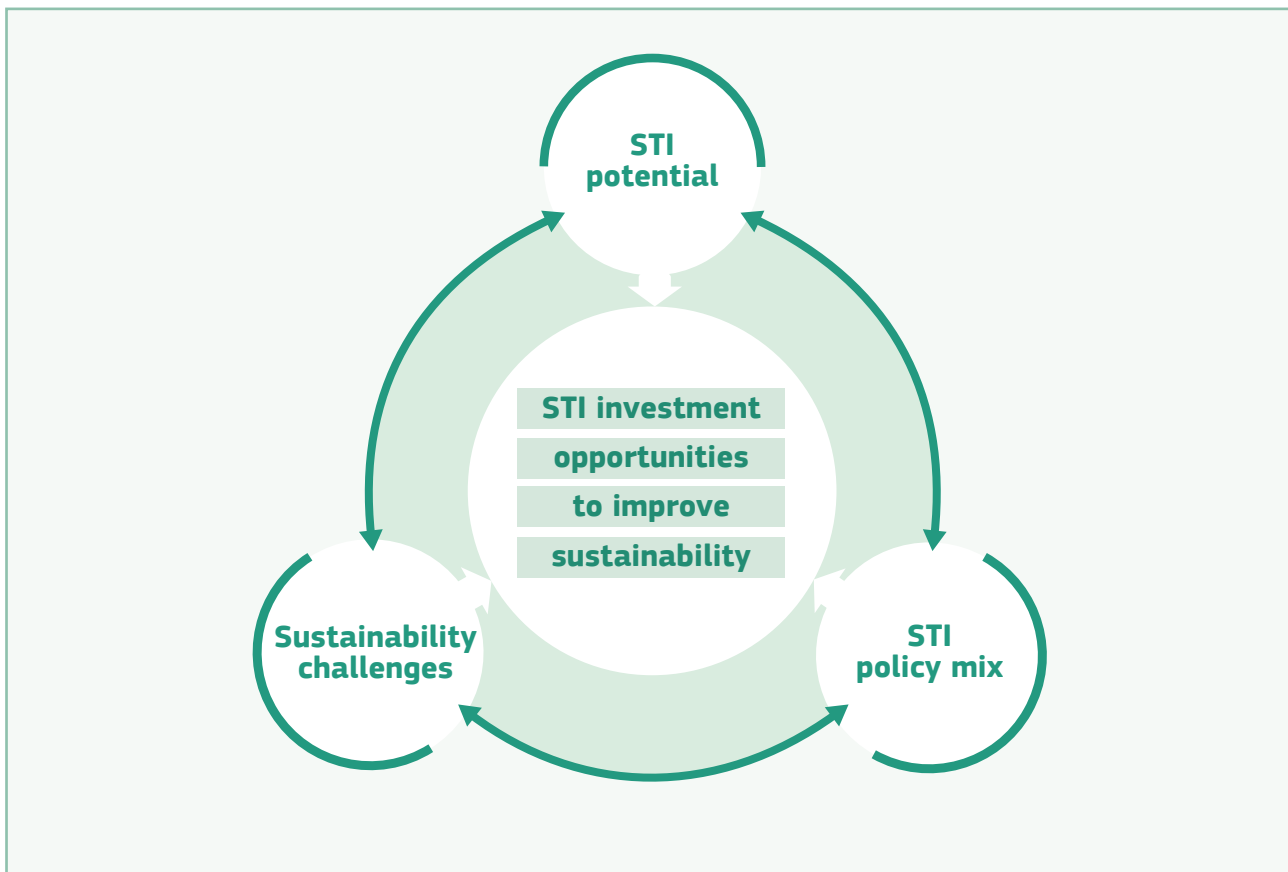 STI
potential
STI investment
opportunities
to improve
sustainability
Sustainability
challenges
STI
policy mix